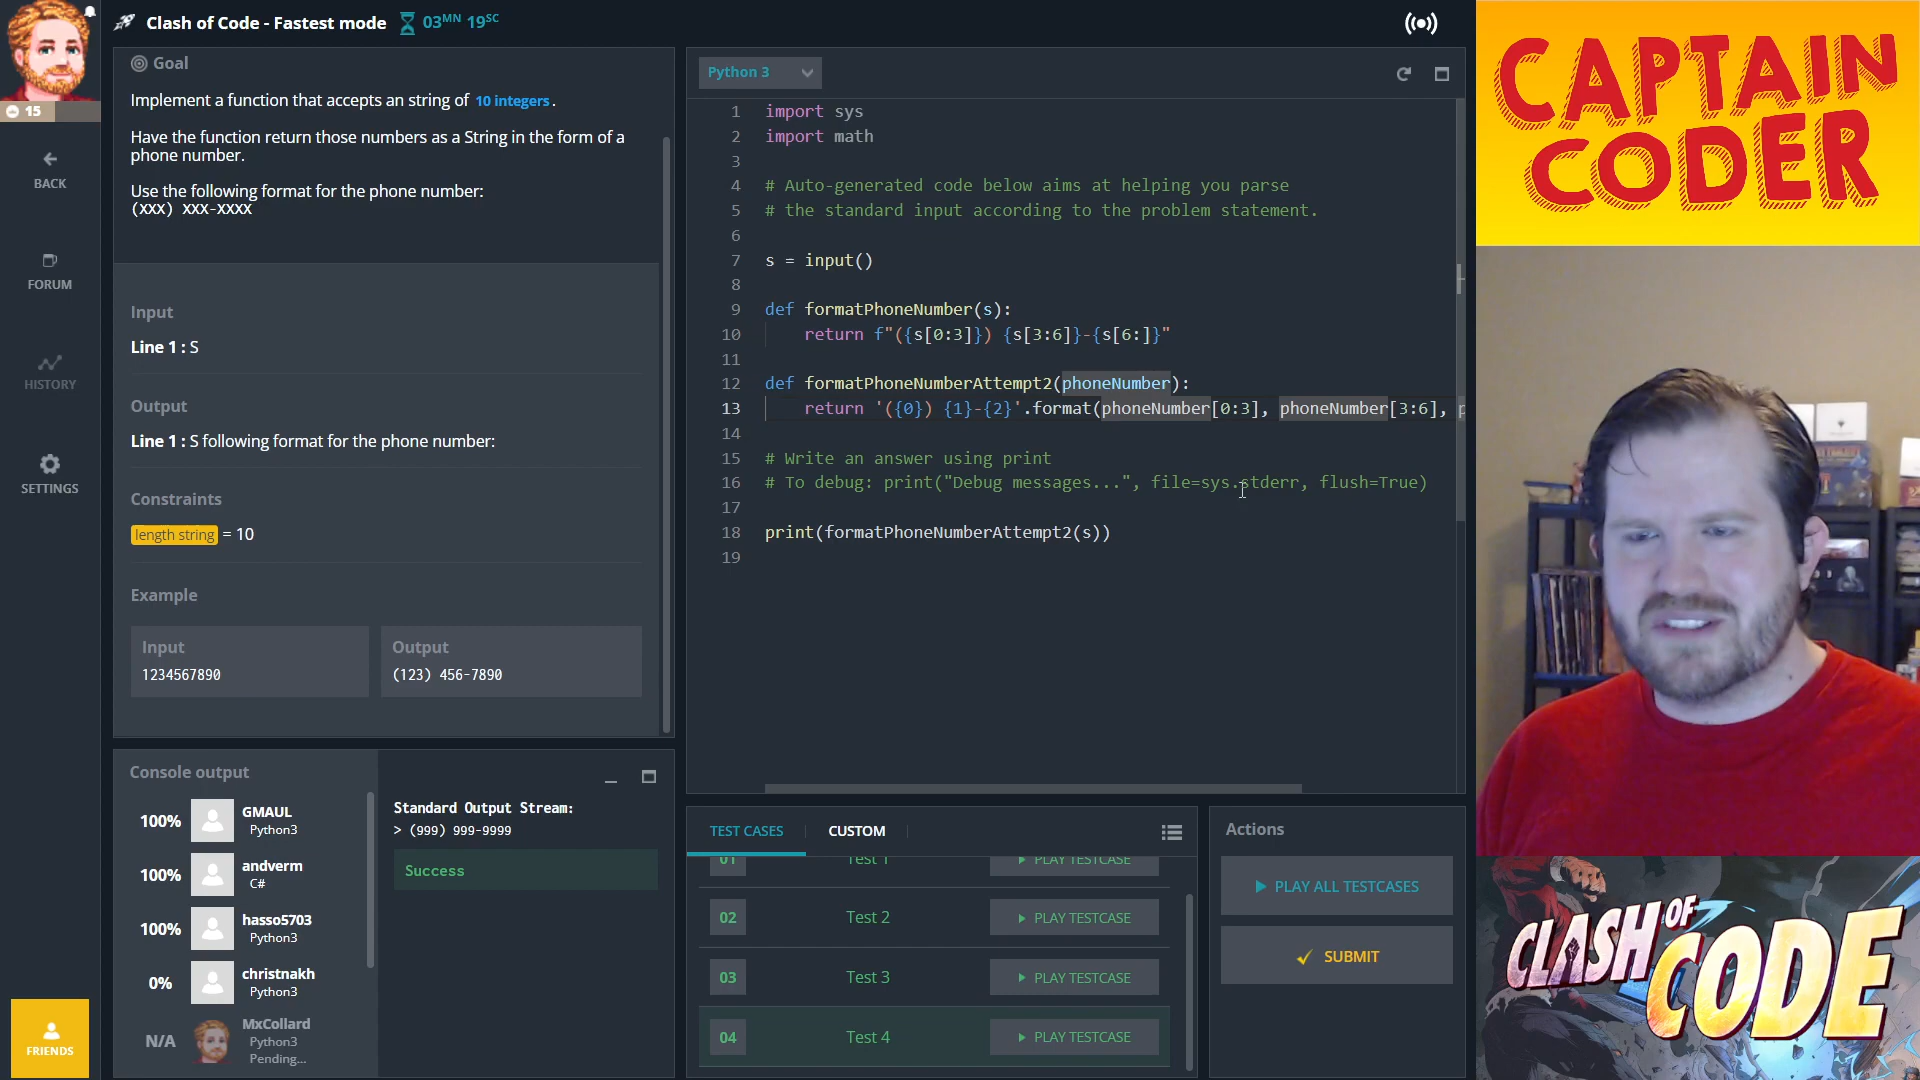 Clash of Code - Fastest mode
03MN 19SC
15
BACK
FORUM
HISTORY
SETTINGS
FRIENDS
Goal
Implement a function that accepts an string of 10 integers.
Have the function return those numbers as a String in the form of a
phone number.
Use the following format for the phone number:
(XXX) XXX-XXXX
Input
Line 1 : S
Output
Line 1 : S following format for the phone number:
Constraints
length string = 10
Example
Input
1234567890
Output
(123) 456-7890
Console output
100%
GMAUL
Python3
100%
andverm
C#
100%
hasso5703
Python3
0%
christnakh
Python3
N/A
MxCollard
Python3
Pending...
Standard Output Stream:
> (999) 999-9999
Success
Python 3
1 import sys
2 import math
3
4 # Auto-generated code below aims at helping you parse
5 # the standard input according to the problem statement.
6
7 s = input()
8
9 def formatPhoneNumber(s):
10 return f"({s[0:3]}) {s[3:6]}-{s[6:]}"
11
12 def formatPhoneNumberAttempt2(phoneNumber):
13 return '({0}) {1}-{2}'.format(phoneNumber[0:3], phoneNumber[3:6], p
14
15 # Write an answer using print
16 # To debug: print("Debug messages...", file=sys.stderr, flush=True)
17
18 print(formatPhoneNumberAttempt2(s))
19
TEST CASES
CUSTOM
01 Test 1 PLAY TESTCASE
02 Test 2 PLAY TESTCASE
03 Test 3 PLAY TESTCASE
04 Test 4 PLAY TESTCASE
Actions
PLAY ALL TESTCASES
SUBMIT
CAPTAIN
CODER
CLASH OF
CODE